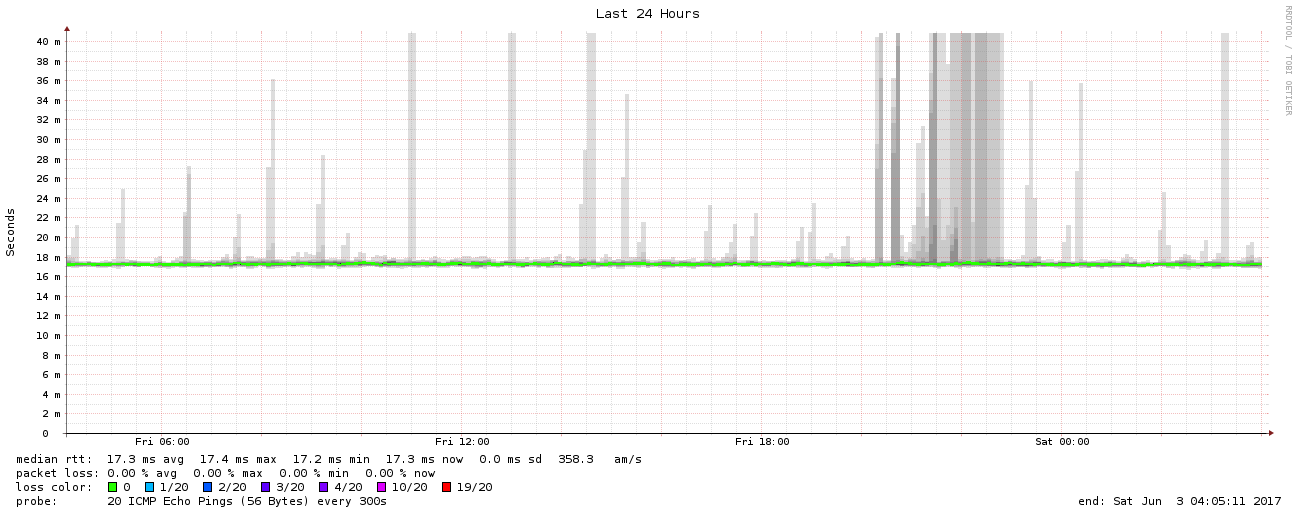 Last 24 Hours
RRDTOOL / TOBI OETIKER
Seconds
40 m
38 m
36 m
34 m
32 m
30 m
28 m
26 m
24 m
22 m
20 m
18 m
16 m
14 m
12 m
10 m
8 m
6 m
4 m
2 m
0
Fri 06:00 Fri 12:00 Fri 18:00 Sat 00:00
median rtt: 17.3 ms avg 17.4 ms max 17.2 ms min 17.3 ms now 0.0 ms sd 358.3 am/s
packet loss: 0.00 % avg 0.00 % max 0.00 % min 0.00 % now
loss color: 0 1/20 2/20 3/20 4/20 10/20 19/20
probe: 20 ICMP Echo Pings (56 Bytes) every 300s end: Sat Jun 3 04:05:11 2017